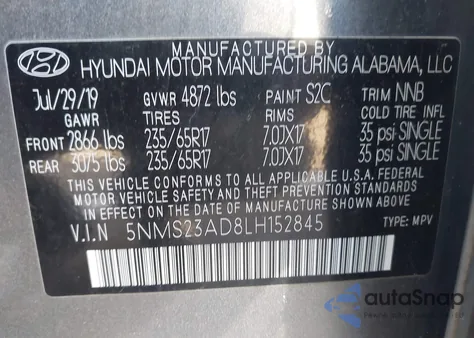 MANUFACTURED BY
HYUNDAI MOTOR MANUFACTURING ALABAMA, LLC
Jul/29/19 GVWR 4872 lbs PAINT S2C TRIM NNB
GAWR TIRES RIMS COLD TIRE INFL
FRONT 2866 lbs 235/65R17 7.0JX17 35 psi SINGLE
REAR 3075 lbs 235/65R17 7.0JX17 35 psi SINGLE
THIS VEHICLE CONFORMS TO ALL APPLICABLE U.S.A. FEDERAL
MOTOR VEHICLE SAFETY AND THEFT PREVENTION STANDARDS
IN EFFECT ON THE DATE OF MANUFACTURE SHOWN ABOVE.
V.I.N 5NMS23AD8LH152845 TYPE: MPV
autoSnap